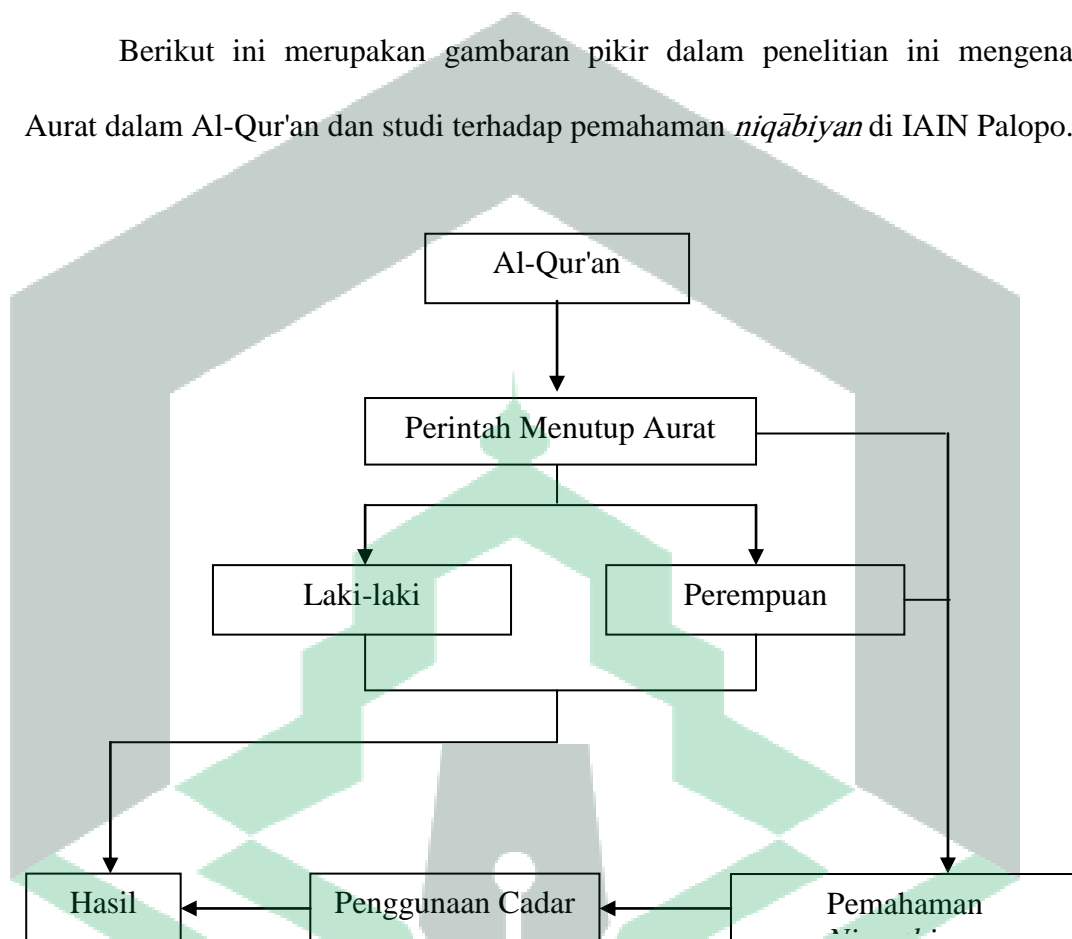 Berikut ini merupakan gambaran pikir dalam penelitian ini mengena
Aurat dalam Al-Qur'an dan studi terhadap pemahaman niqābiyan di IAIN Palopo.
Al-Qur'an
Perintah Menutup Aurat
Laki-laki
Perempuan
Hasil
Penggunaan Cadar
Pemahaman